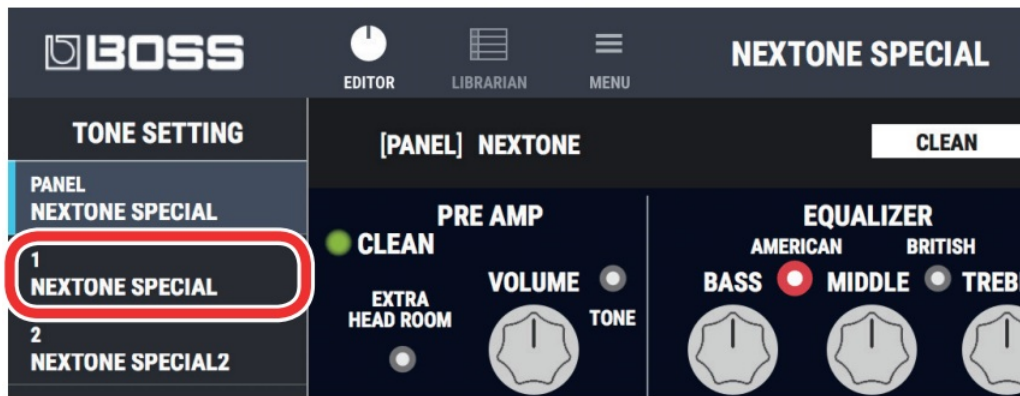 BOSS
EDITOR
LIBRARIAN
MENU
NEXTONE SPECIAL
TONE SETTING
PANEL
NEXTONE SPECIAL
1
NEXTONE SPECIAL
2
NEXTONE SPECIAL2
[PANEL] NEXTONE
CLEAN
PRE AMP
CLEAN
EXTRA
HEAD ROOM
VOLUME
TONE
EQUALIZER
AMERICAN BRITISH
BASS MIDDLE TREB